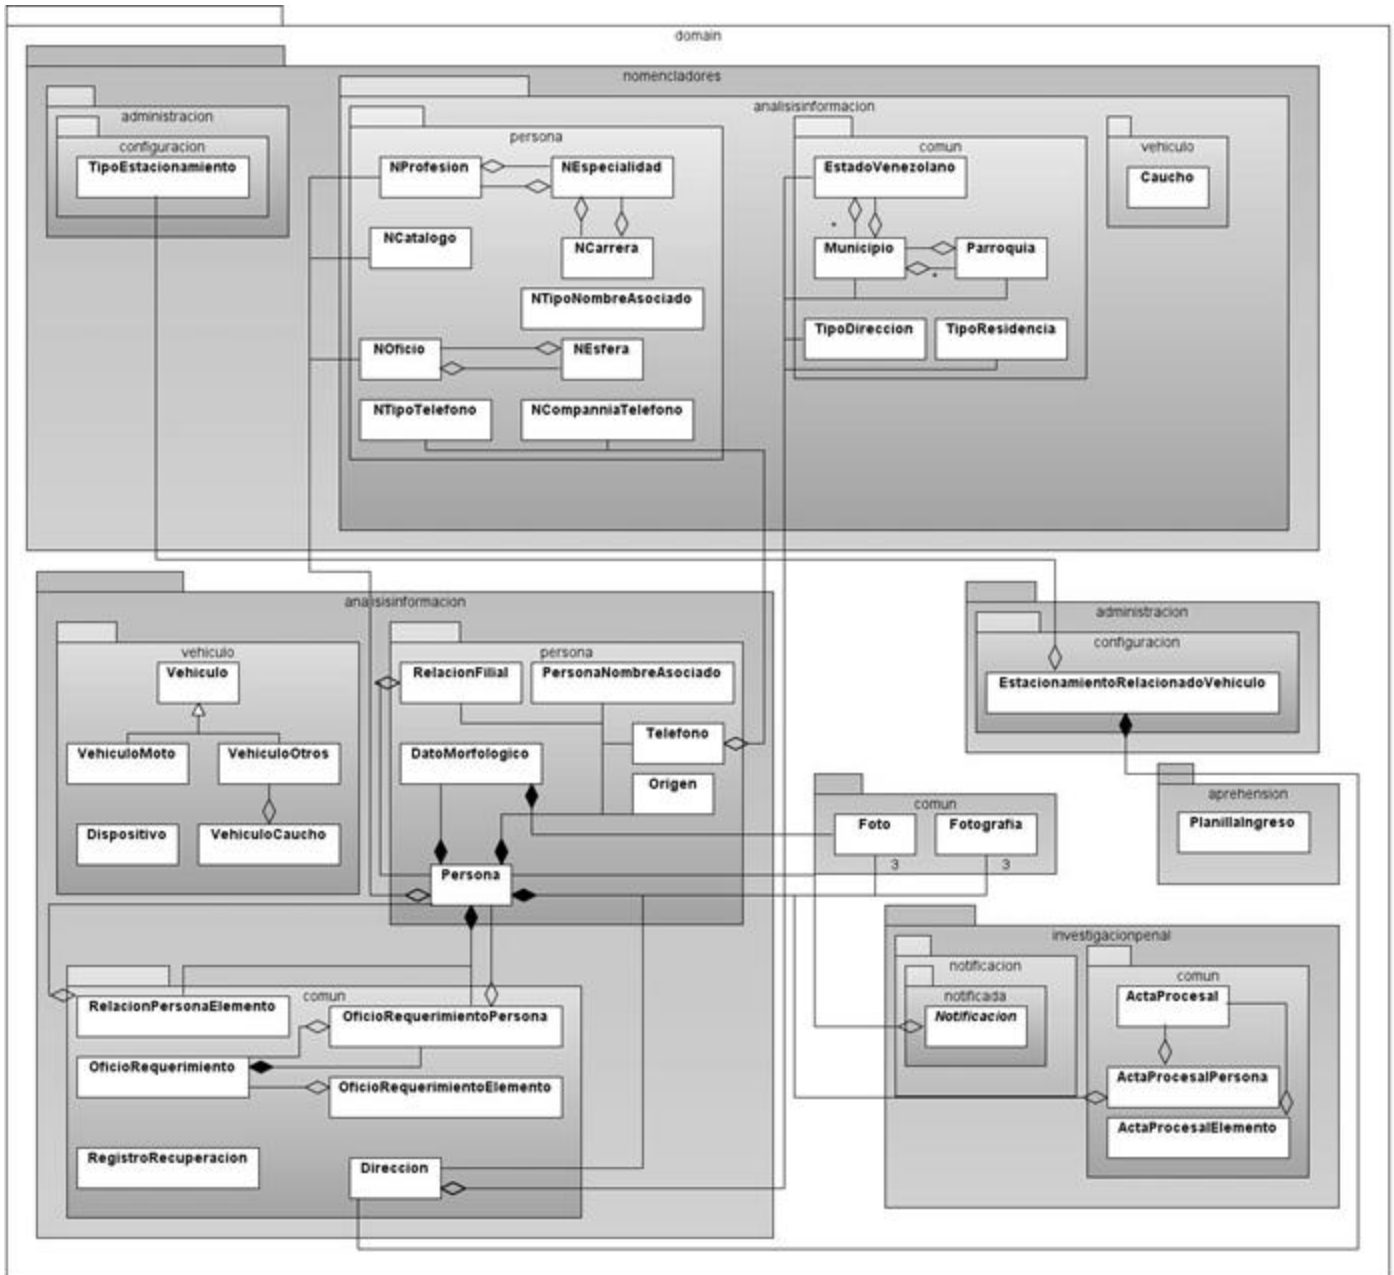 domain
nomencladores
administracion
configuracion
TipoEstacionamiento
analisisinformacion
persona
NProfesion
NEspecialidad
NCatalogo
NCarrera
NTipoNombreAsociado
NOficio
NEsfera
NTipoTelefono
NCompanniaTelefono
comun
EstadoVenezolano
*
Municipio
Parroquia
*
TipoDireccion
TipoResidencia
vehiculo
Caucho
analisisinformacion
vehiculo
Vehiculo
VehiculoMoto
VehiculoOtros
Dispositivo
VehiculoCaucho
persona
RelacionFilial
PersonaNombreAsociado
Telefono
DatoMorfologico
Origen
Persona
comun
RelacionPersonaElemento
OficioRequerimientoPersona
OficioRequerimiento
OficioRequerimientoElemento
RegistroRecuperacion
Direccion
administracion
configuracion
EstacionamientoRelacionadoVehiculo
comun
Foto
Fotografia
3
3
aprehension
PlanillaIngreso
investigacionpenal
notificacion
notificada
Notificacion
comun
ActaProcesal
ActaProcesalPersona
ActaProcesalElemento